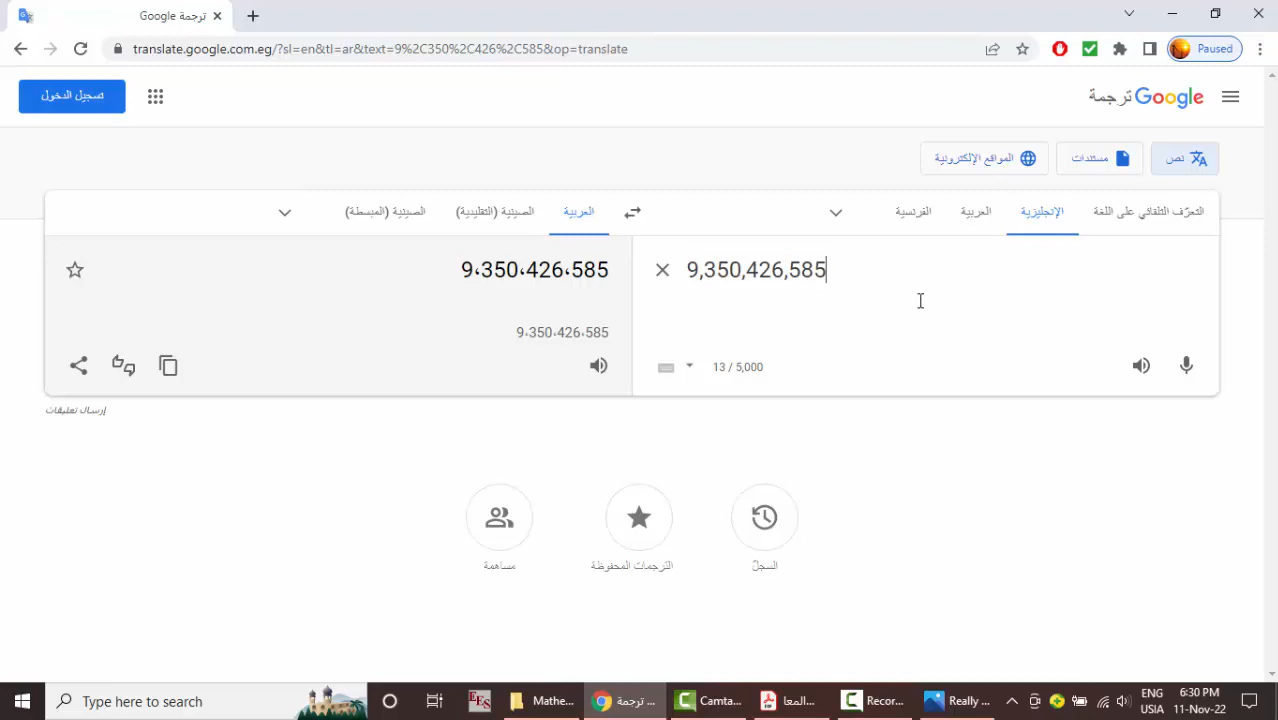 ترجمة Google
translate.google.com.eg/?sl=en&tl=ar&text=9%2C350%2C426%2C585&op=translate
Paused
ترجمة Google
تسجيل الدخول
نص
مستندات
المواقع الإلكترونية
التعرّف التلقائي على اللغة
الإنجليزية
العربية
الفرنسية
العربية
الصينية (التقليدية)
الصينية (المبسطة)
9,350,426,585
9،350،426،585
9،350،426،585
13 / 5,000
إرسال تعليقات
السجلّ
الترجمات المحفوظة
مساهمة
Type here to search
EES
Mathe...
ترجمة ...
Camta...
المعا...
Recor...
Really ...
ENG
USIA
6:30 PM
11-Nov-22